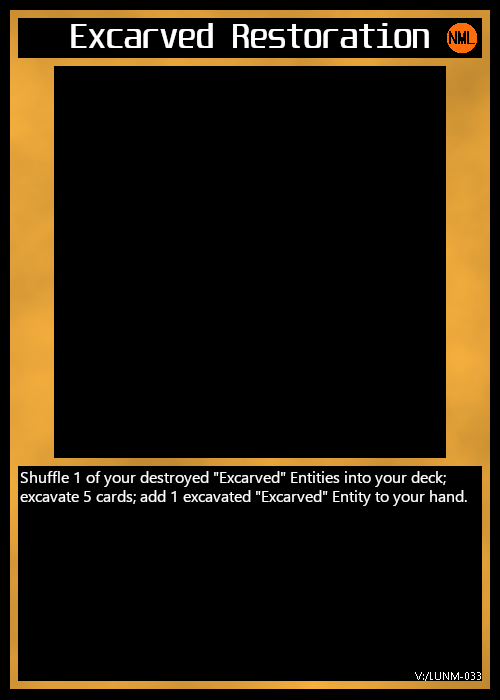 Excarved Restoration
NML
Shuffle 1 of your destroyed "Excarved" Entities into your deck;
excavate 5 cards; add 1 excavated "Excarved" Entity to your hand.
V:/LUNM-033